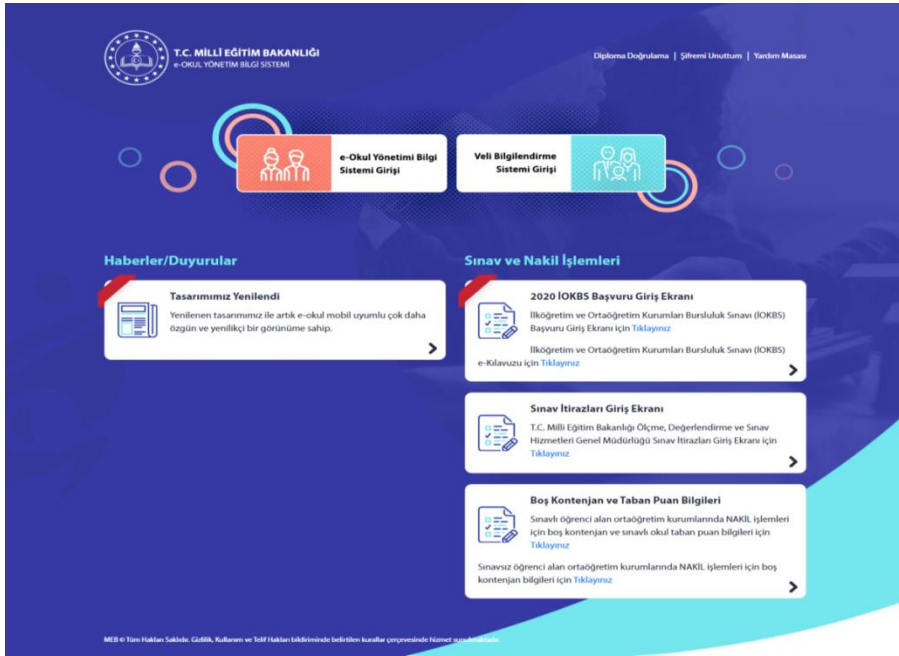 T.C. MİLLÎ EĞİTİM BAKANLIĞI
e-OKUL YÖNETİM BİLGİ SİSTEMİ
Diploma Doğrulama | Şifremi Unuttum | Yardım Masası
e-Okul Yönetimi Bilgi
Sistemi Girişi
Veli Bilgilendirme
Sistemi Girişi
Haberler/Duyurular
Tasarımımız Yenilendi
Yenilenen tasarımımız ile artık e-okul mobil uyumlu çok daha
özgün ve yenilikçi bir görünüme sahip.
Sınav ve Nakil İşlemleri
2020 İOKBS Başvuru Giriş Ekranı
İlköğretim ve Ortaöğretim Kurumları Bursluluk Sınavı (İOKBS)
Başvuru Giriş Ekranı için Tıklayınız
İlköğretim ve Ortaöğretim Kurumları Bursluluk Sınavı (İOKBS)
e-Kılavuzu için Tıklayınız
Sınav İtirazları Giriş Ekranı
T.C. Milli Eğitim Bakanlığı Ölçme, Değerlendirme ve Sınav
Hizmetleri Genel Müdürlüğü Sınav İtirazları Giriş Ekranı için
Tıklayınız
Boş Kontenjan ve Taban Puan Bilgileri
Sınavlı öğrenci alan ortaöğretim kurumlarında NAKİL işlemleri
için boş kontenjan ve sınavlı okul taban puan bilgileri için
Tıklayınız
Sınavsız öğrenci alan ortaöğretim kurumlarında NAKİL işlemleri için boş
kontenjan bilgileri için Tıklayınız
MEB © Tüm Hakları Saklıdır. Gizlilik, Kullanım ve Telif Hakları bildiriminde belirtilen kurallar çerçevesinde hizmet sunulmaktadır.